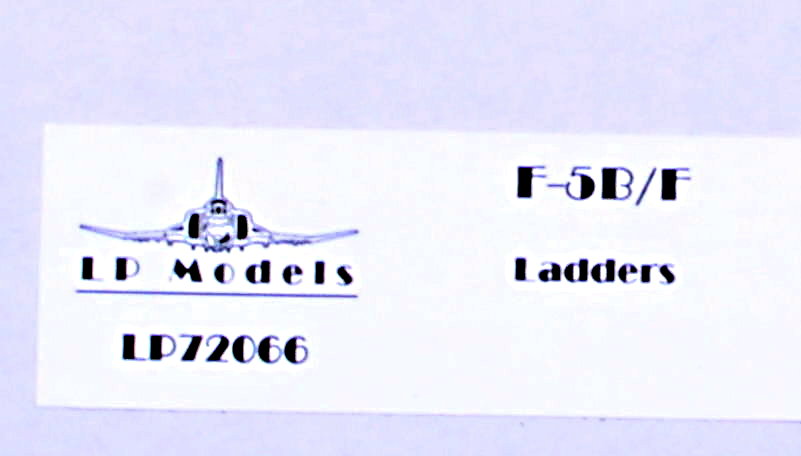 LP Models
LP72066
F-5B/F
Ladders